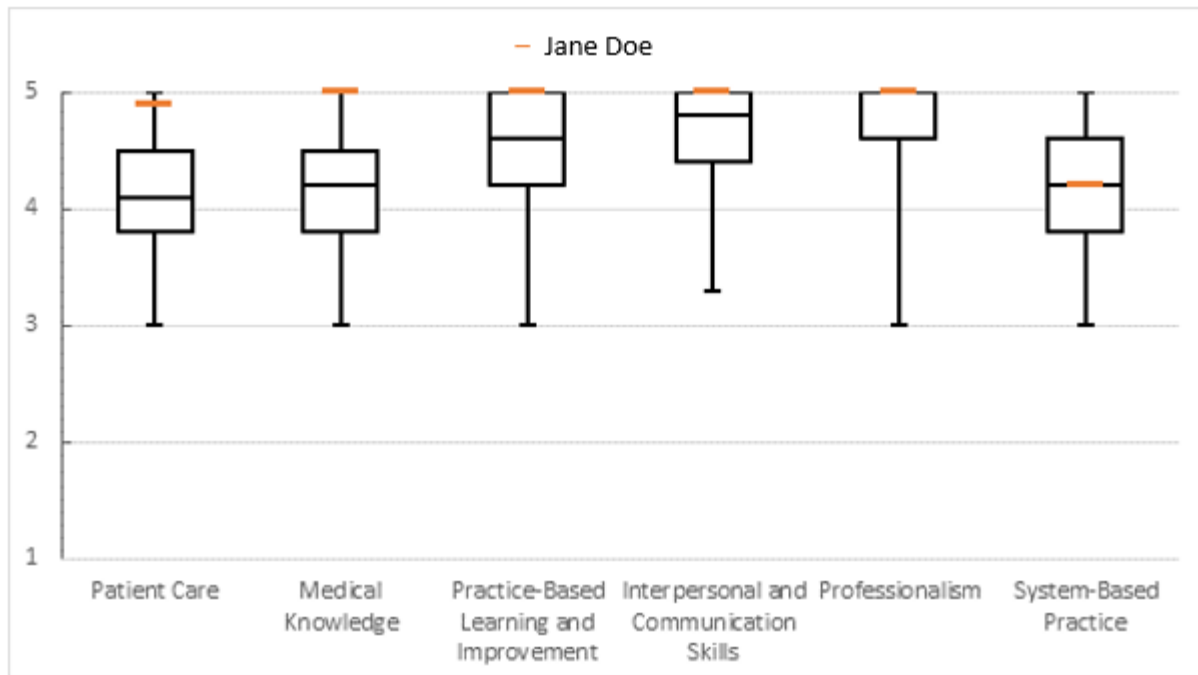 Jane Doe
5
4
3
2
1
Patient Care
Medical
Knowledge
Practice-Based
Learning and
Improvement
Interpersonal and
Communication
Skills
Professionalism
System-Based
Practice